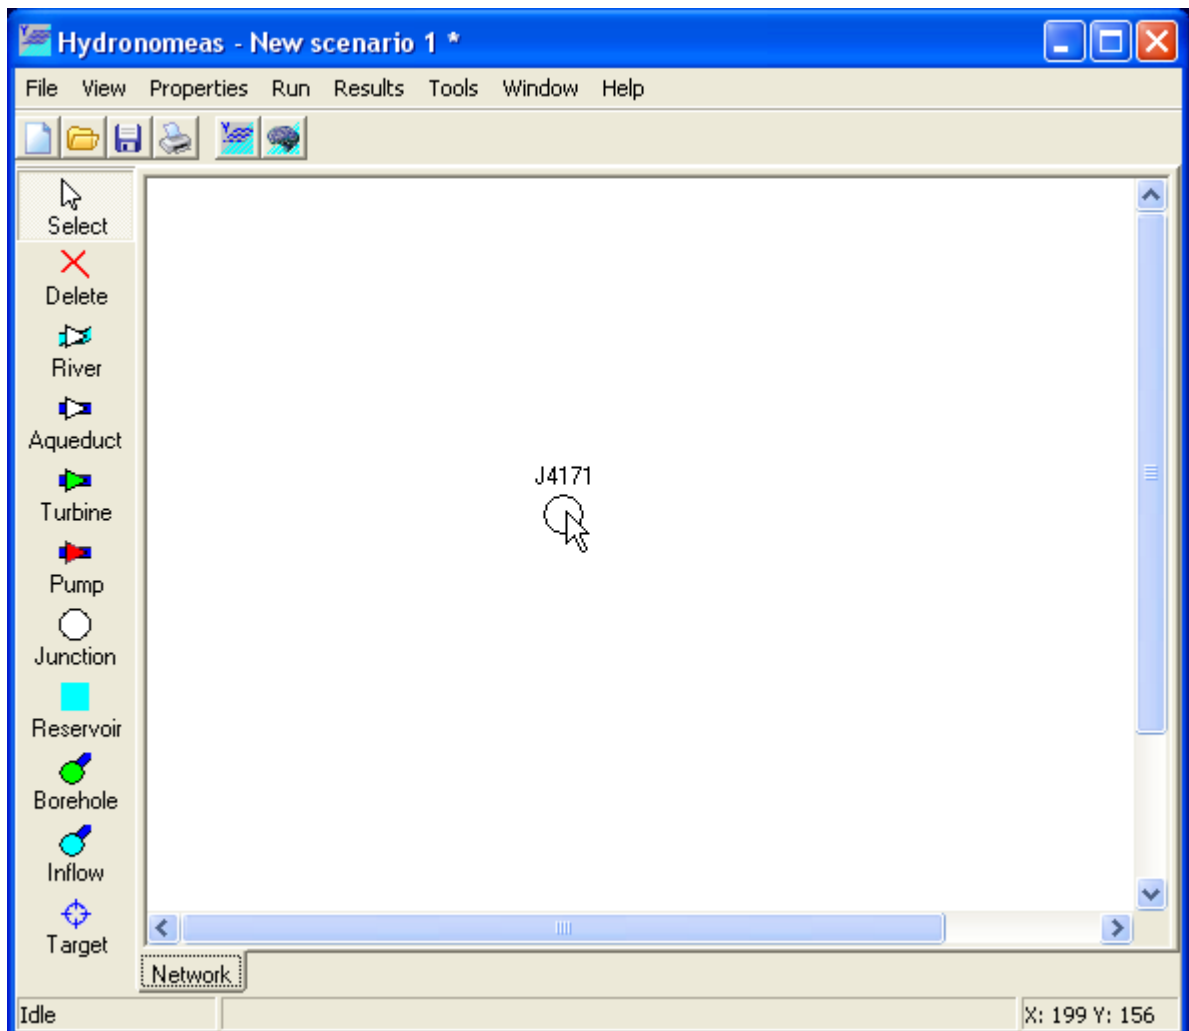 Hydronomeas - New scenario 1 *
File View Properties Run Results Tools Window Help
Select
Delete
River
Aqueduct
Turbine
Pump
Junction
Reservoir
Borehole
Inflow
Target
J4171
Network
Idle
X: 199 Y: 156